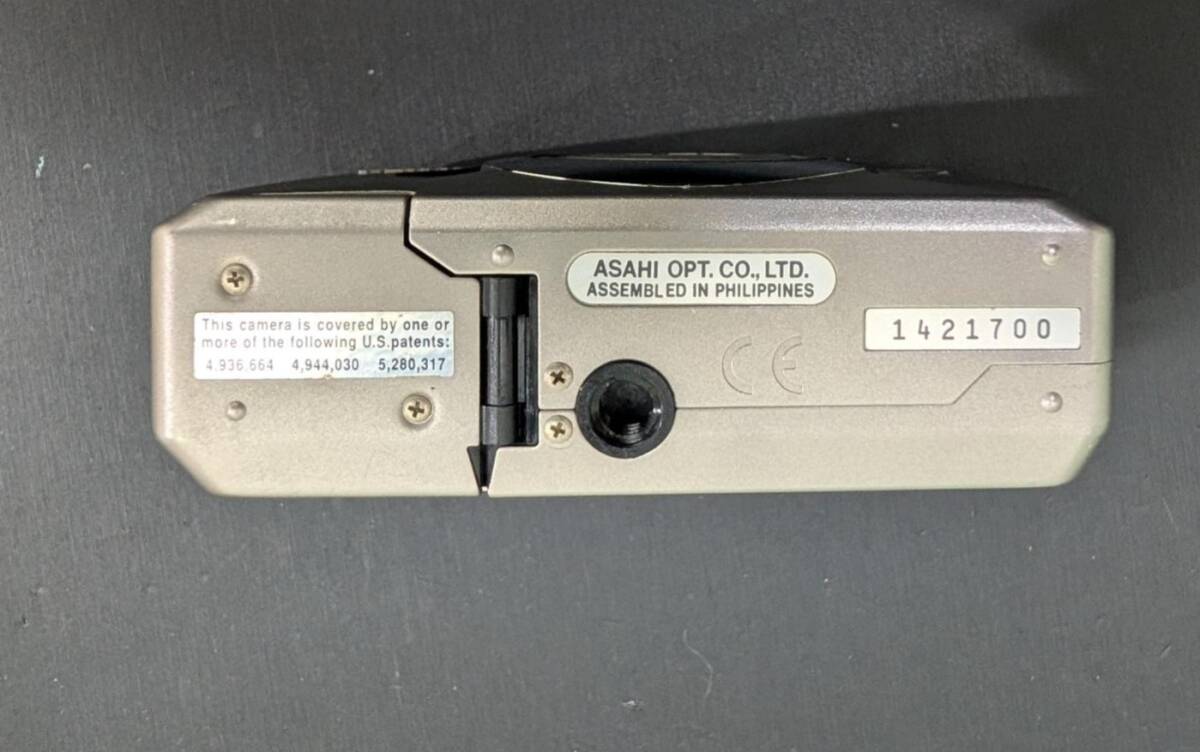 ASAHI OPT. CO., LTD.
ASSEMBLED IN PHILIPPINES
This camera is covered by one or
more of the following U.S.patents:
4.936.664 4,944,030 5,280,317
1421700
CE